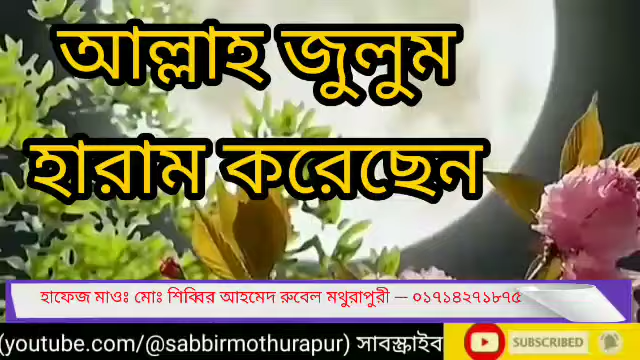 আল্লাহ জুলুম
হারাম করেছেন
হাফেজ মাওঃ মোঃ শিব্বির আহমেদ রুবেল মথুরাপুরী — ০১৭১৪২৭১৮৭৫
(youtube.com/@sabbirmothurapur) সাবস্ক্রাইব
SUBSCRIBED